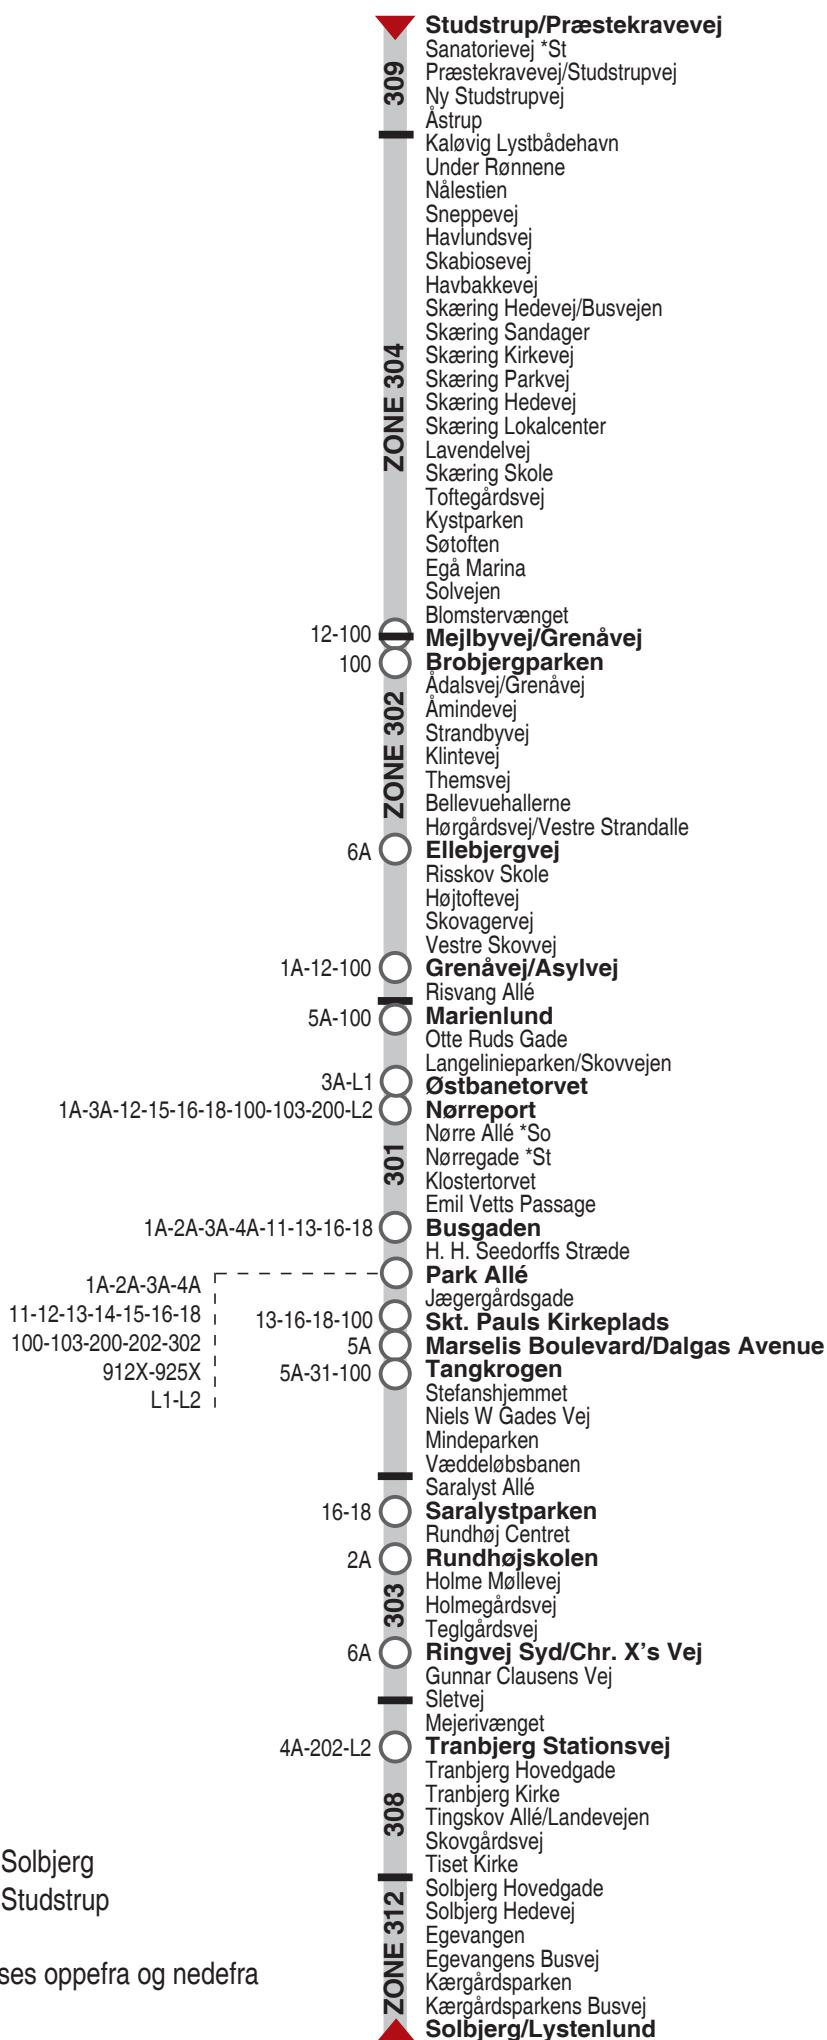 Studstrup/Præstekravevej
Sanatorievej *St
309
Præstekravevej/Studstrupvej
Ny Studstrupvej
Åstrup
Kaløvig Lystbådehavn
Under Rønnene
Nålestien
Sneppevej
Havlundsvej
Skabiosevej
Havbakkevej
Skæring Hedevej/Busvejen
Skæring Sandager
Skæring Kirkevej
Skæring Parkvej
ZONE 304
Skæring Hedevej
Skæring Lokalcenter
Lavendelvej
Skæring Skole
Toftegårdsvej
Kystparken
Søtoften
Egå Marina
Solvejen
Blomstervænget
12-100 Mejlbyvej/Grenåvej
100 Brobjergparken
Ådalsvej/Grenåvej
Åmindevej
Strandbyvej
ZONE 302
Klintevej
Themsvej
Bellevuehallerne
Hørgårdsvej/Vestre Strandalle
6A Ellebjergvej
Risskov Skole
Højtoftevej
Skovagervej
Vestre Skovvej
1A-12-100 Grenåvej/Asylvej
Risvang Allé
5A-100 Marienlund
Otte Ruds Gade
Langelinieparken/Skovvejen
3A-L1 Østbanetorvet
1A-3A-12-15-16-18-100-103-200-L2 Nørreport
Nørre Allé *So
Nørregade *St
301
Klostertorvet
Emil Vetts Passage
1A-2A-3A-4A-11-13-16-18 Busgaden
H. H. Seedorffs Stræde
Park Allé
1A-2A-3A-4A
11-12-13-14-15-16-18
100-103-200-202-302
912X-925X
L1-L2
Jægergårdsgade
13-16-18-100 Skt. Pauls Kirkeplads
5A Marselis Boulevard/Dalgas Avenue
5A-31-100 Tangkrogen
Stefanshjemmet
Niels W Gades Vej
Mindeparken
Væddeløbsbanen
Saralyst Allé
16-18 Saralystparken
Rundhøj Centret
2A Rundhøjskolen
Holme Møllevej
303
Holmegårdsvej
Teglgårdsvej
6A Ringvej Syd/Chr. X's Vej
Gunnar Clausens Vej
Sletvej
Mejerivænget
4A-202-L2 Tranbjerg Stationsvej
Tranbjerg Hovedgade
Tranbjerg Kirke
308
Tingskov Allé/Landevejen
Skovgårdsvej
Tiset Kirke
Solbjerg Hovedgade
Solbjerg Hedevej
ZONE 312
Egevangen
Egevangens Busvej
Kærgårdsparken
Kærgårdsparkens Busvej
Solbjerg/Lystenlund
Solbjerg
Studstrup
ses oppefra og nedefra